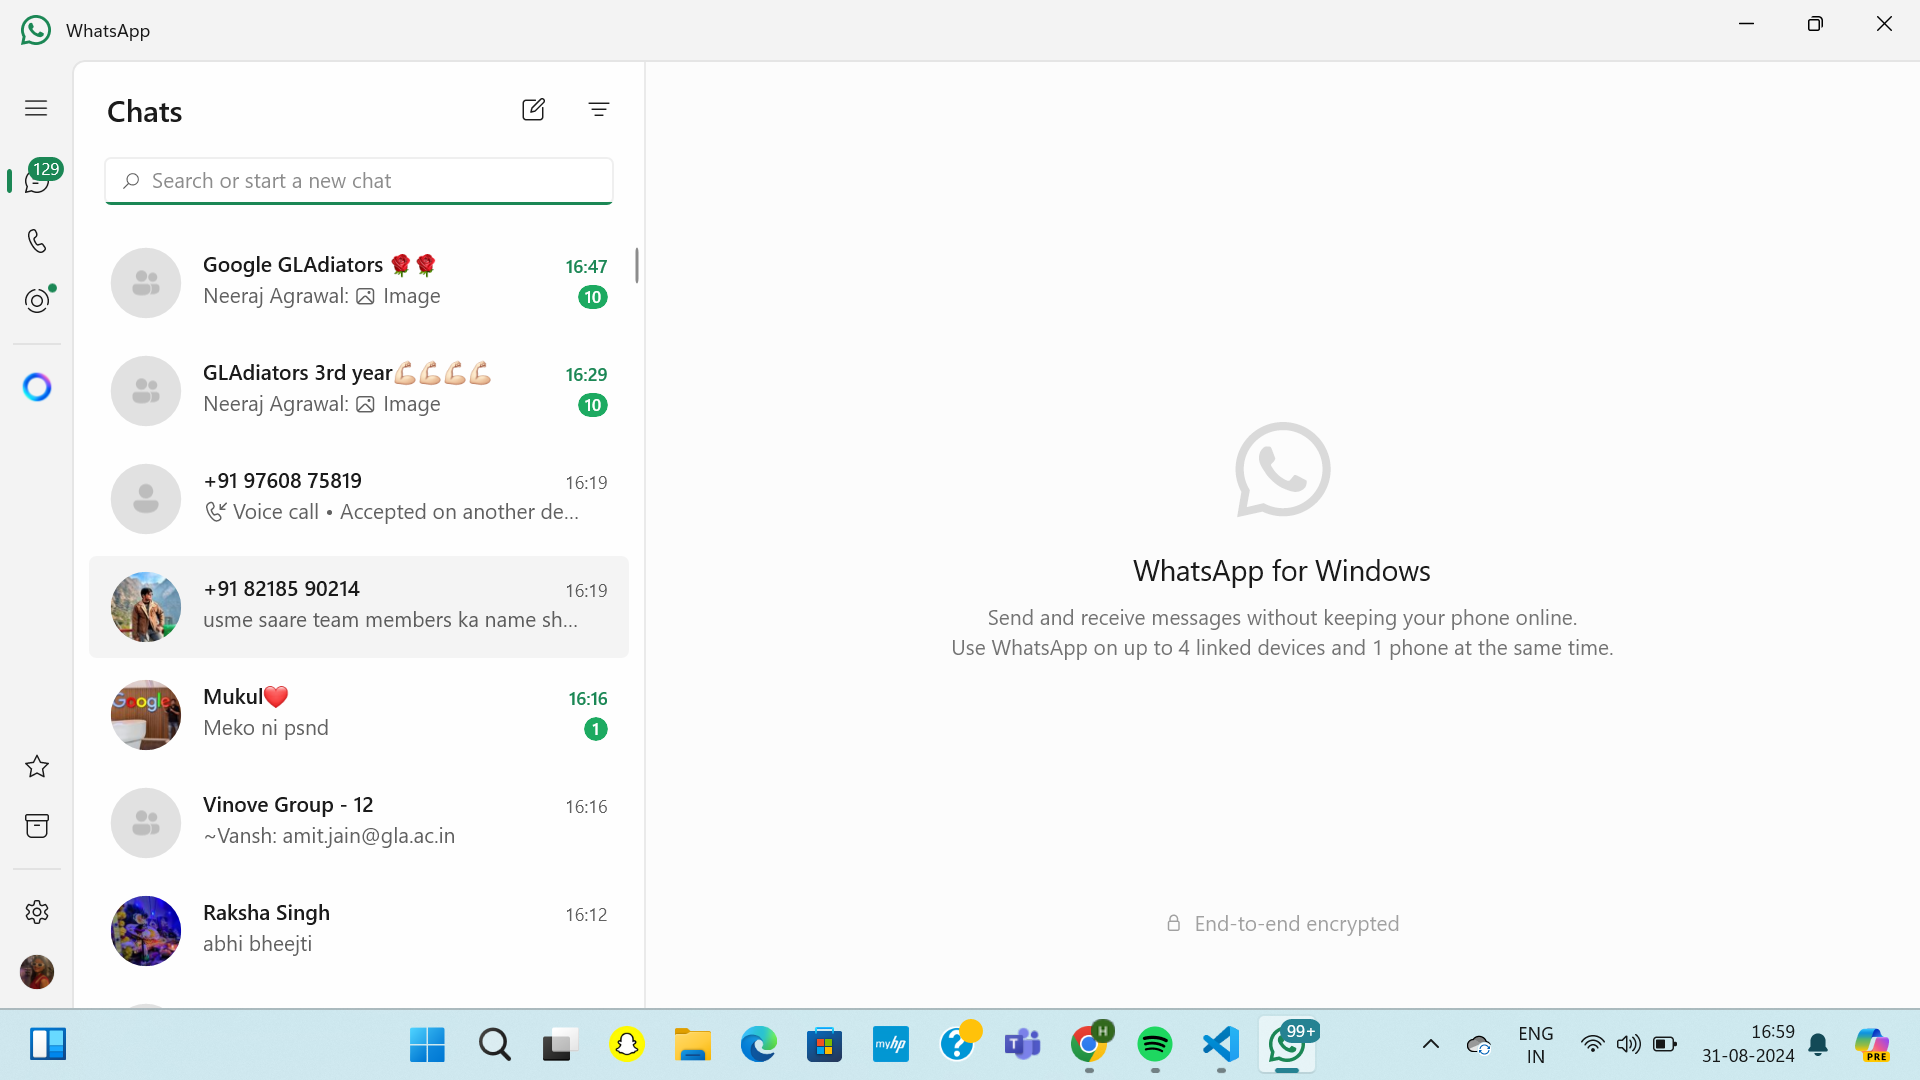 WhatsApp
129
Chats
Search or start a new chat
Google GLAdiators 🌹🌹 16:47
Neeraj Agrawal: Image 10
GLAdiators 3rd year💪🏻💪🏻💪🏻💪🏻 16:29
Neeraj Agrawal: Image 10
+91 97608 75819 16:19
Voice call • Accepted on another de...
+91 82185 90214 16:19
usme saare team members ka name sh...
Google
Mukul❤️ 16:16
Meko ni psnd 1
Vinove Group - 12 16:16
~Vansh: amit.jain@gla.ac.in
Raksha Singh 16:12
abhi bheejti
WhatsApp for Windows
Send and receive messages without keeping your phone online.
Use WhatsApp on up to 4 linked devices and 1 phone at the same time.
End-to-end encrypted
myhp
?
T
H
99+
ENG
IN
16:59
31-08-2024
PRE